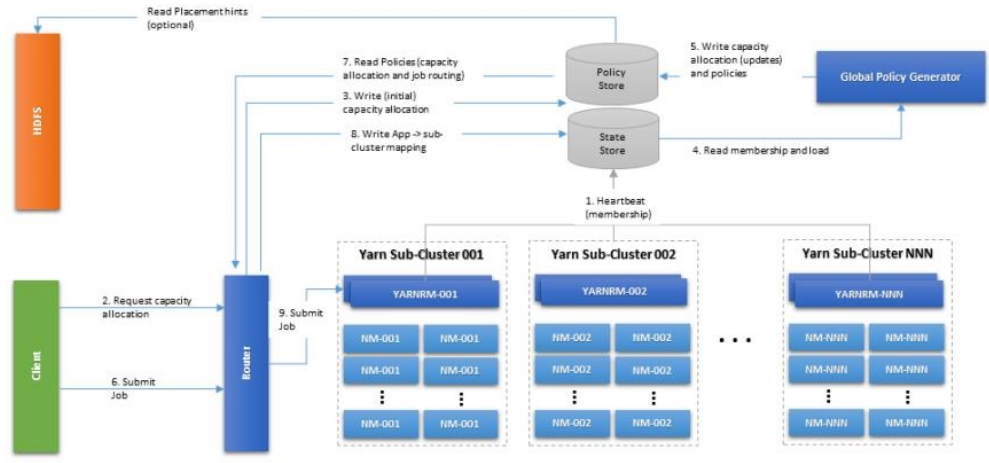 Read Placement hints
(optional)
HDFS
7. Read Policies (capacity
allocation and job routing)
3. Write (initial)
capacity allocation
8. Write App -> sub-
cluster mapping
Policy
Store
State
Store
5. Write capacity
allocation (updates)
and policies
Global Policy Generator
4. Read membership and load
1. Heartbeat
(membership)
Client
2. Request capacity
allocation
6. Submit
Job
Router
9. Submit
Job
Yarn Sub-Cluster 001
YARNRM-001
NM-001 NM-001
NM-001 NM-001
NM-001 NM-001
Yarn Sub-Cluster 002
YARNRM-002
NM-002 NM-002
NM-002 NM-002
NM-002 NM-002
Yarn Sub-Cluster NNN
YARNRM-NNN
NM-NNN NM-NNN
NM-NNN NM-NNN
NM-NNN NM-NNN